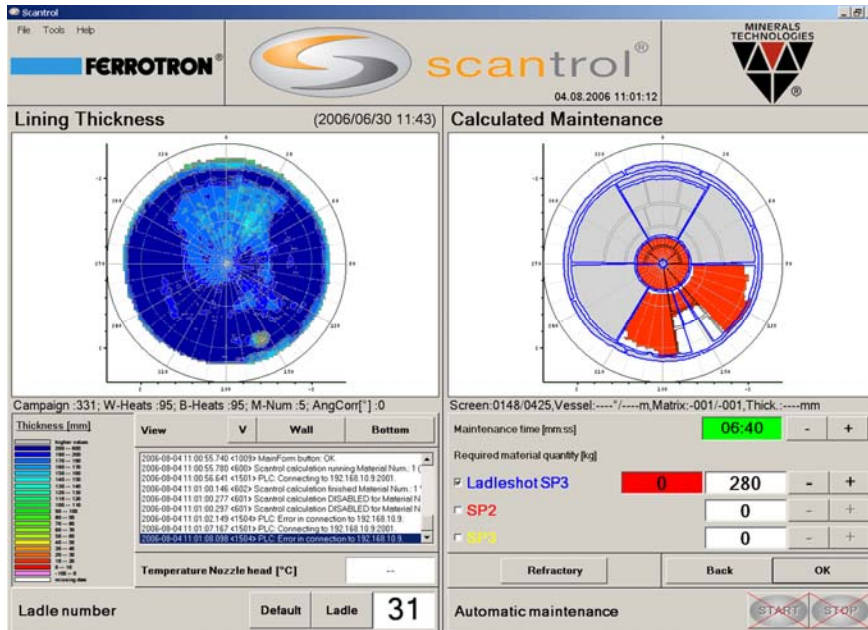 Scantrol
File Tools Help
FERROTRON®
scantrol®
04.08.2006 11:01:12
MINERALS
TECHNOLOGIES
®
Lining Thickness (2006/06/30 11:43)
Calculated Maintenance
Campaign :331; W-Heats :95; B-Heats :95; M-Num :5; AngCorr[°] :0
Screen:0148/0425,Vessel:----°/----m,Matrix:-001/-001,Thick.:----mm
Thickness [mm]
higher values
missing data
View V Wall Bottom
2006-08-04 11:00:55.740 <1009> MainForm button: OK
2006-08-04 11:00:55.780 <600> Scantrol calculation running Material Num.: 1 (
2006-08-04 11:00:56.641 <1501> PLC: Connecting to 192.168.10.9:2001.
2006-08-04 11:01:00.146 <602> Scantrol calculation finished Material Num.: 1
2006-08-04 11:01:00.277 <601> Scantrol calculation DISABLED for Material N
2006-08-04 11:01:00.297 <601> Scantrol calculation DISABLED for Material N
2006-08-04 11:01:02.149 <1504> PLC: Error in connection to 192.168.10.9.
2006-08-04 11:01:07.167 <1501> PLC: Connecting to 192.168.10.9:2001.
2006-08-04 11:01:08.098 <1504> PLC: Error in connection to 192.168.10.9.
Temperature Nozzle head [°C] --
Ladle number Default Ladle 31
Maintenance time [mm:ss] 06:40 - +
Required material quantity [kg]
Ladleshot SP3 0 280 - +
SP2 0 - +
SP3 0 - +
Refractory Back OK
Automatic maintenance START STOP